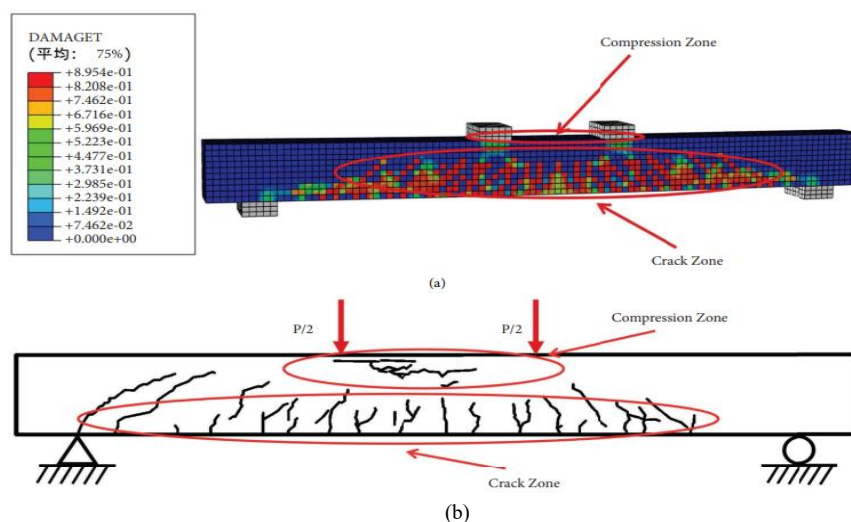 DAMAGET
(平均: 75%)
+8.954e-01
+8.208e-01
+7.462e-01
+6.716e-01
+5.969e-01
+5.223e-01
+4.477e-01
+3.731e-01
+2.985e-01
+2.239e-01
+1.492e-01
+7.462e-02
+0.000e+00
Compression Zone
Crack Zone
(a)
P/2
P/2
Compression Zone
Crack Zone
(b)